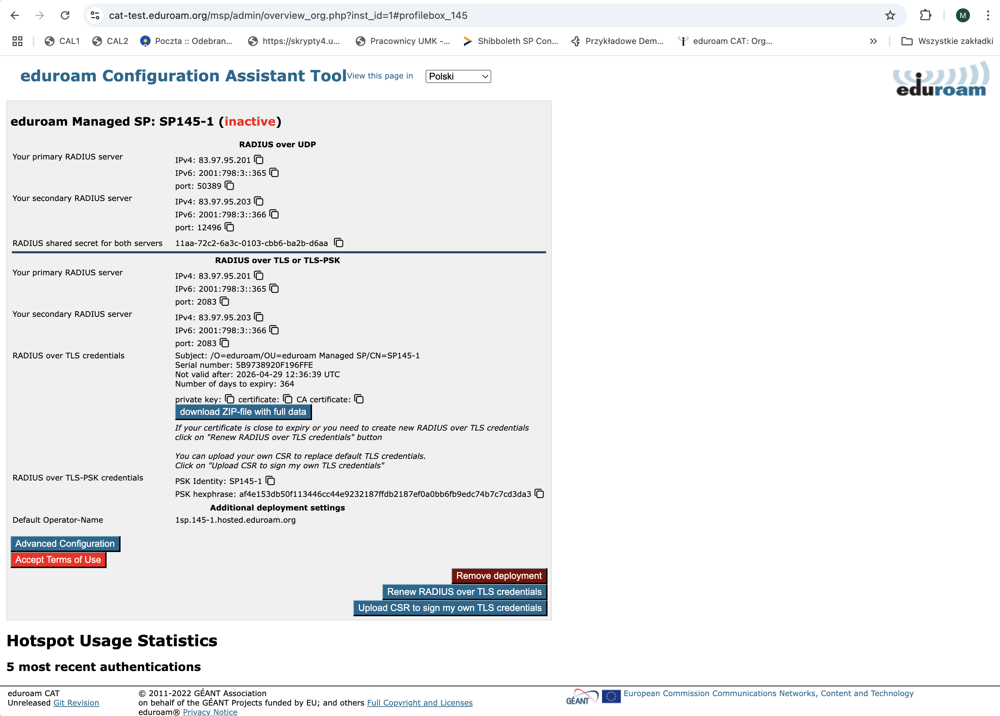 cat-test.eduroam.org/msp/admin/overview_org.php?inst_id=1#profilebox_145
M
CAL1 CAL2 Poczta :: Odebran... https://skrypty4.u... Pracownicy UMK -... Shibboleth SP Con... Przykładowe Dem... eduroam CAT: Org... » Wszystkie zakładki
eduroam Configuration Assistant Tool View this page in Polski
eduroam
eduroam Managed SP: SP145-1 (inactive)
RADIUS over UDP
Your primary RADIUS server
IPv4: 83.97.95.201
IPv6: 2001:798:3::365
port: 50389
Your secondary RADIUS server
IPv4: 83.97.95.203
IPv6: 2001:798:3::366
port: 12496
RADIUS shared secret for both servers 11aa-72c2-6a3c-0103-cbb6-ba2b-d6aa
RADIUS over TLS or TLS-PSK
Your primary RADIUS server
IPv4: 83.97.95.201
IPv6: 2001:798:3::365
port: 2083
Your secondary RADIUS server
IPv4: 83.97.95.203
IPv6: 2001:798:3::366
port: 2083
RADIUS over TLS credentials
Subject: /O=eduroam/OU=eduroam Managed SP/CN=SP145-1
Serial number: 5B9738920F196FFE
Not valid after: 2026-04-29 12:36:39 UTC
Number of days to expiry: 364
private key: certificate: CA certificate:
download ZIP-file with full data
If your certificate is close to expiry or you need to create new RADIUS over TLS credentials
click on "Renew RADIUS over TLS credentials" button
You can upload your own CSR to replace default TLS credentials.
Click on "Upload CSR to sign my own TLS credentials"
RADIUS over TLS-PSK credentials
PSK Identity: SP145-1
PSK hexphrase: af4e153db50f113446cc44e9232187ffdb2187ef0a0bb6fb9edc74b7c7cd3da3
Additional deployment settings
Default Operator-Name 1sp.145-1.hosted.eduroam.org
Advanced Configuration
Accept Terms of Use
Remove deployment
Renew RADIUS over TLS credentials
Upload CSR to sign my own TLS credentials
Hotspot Usage Statistics
5 most recent authentications
eduroam CAT
Unreleased Git Revision
© 2011-2022 GÉANT Association
on behalf of the GÉANT Projects funded by EU; and others Full Copyright and Licenses
eduroam® Privacy Notice
GÉANT
European Commission Communications Networks, Content and Technology